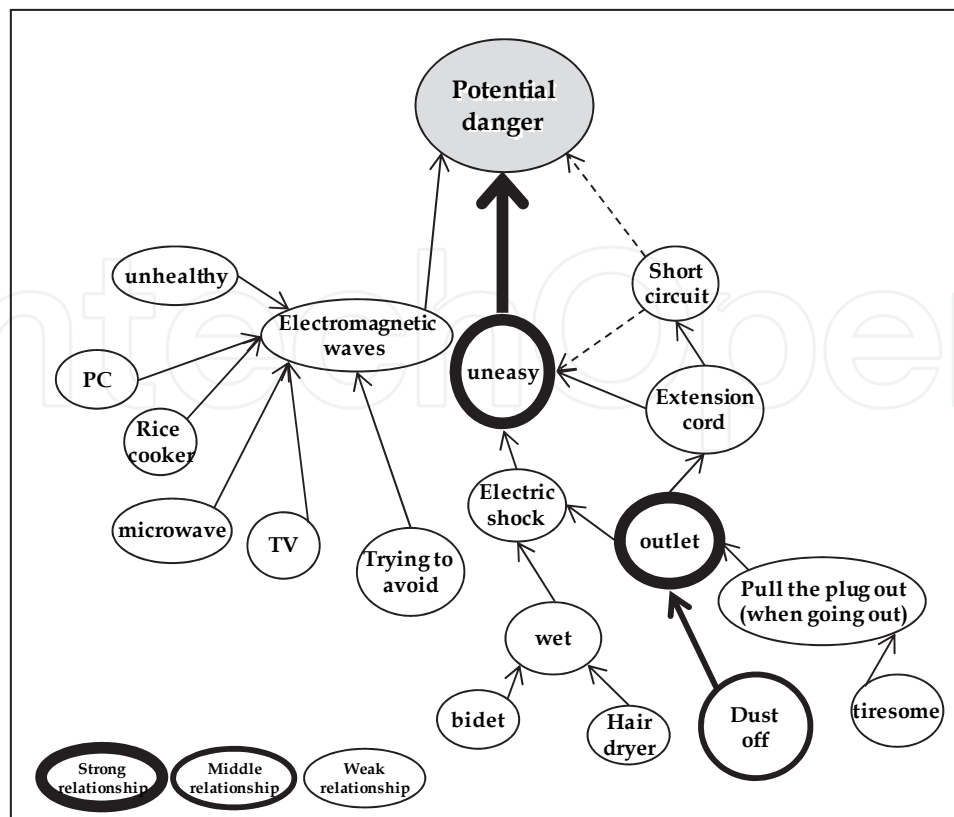 Potential
danger
Short
circuit
unhealthy
Electromagnetic
waves
uneasy
PC
Extension
cord
Rice
cooker
Electric
shock
microwave
TV
outlet
Trying to
avoid
Pull the plug out
(when going out)
wet
bidet
Hair
dryer
Dust
off
tiresome
Strong
relationship
Middle
relationship
Weak
relationship